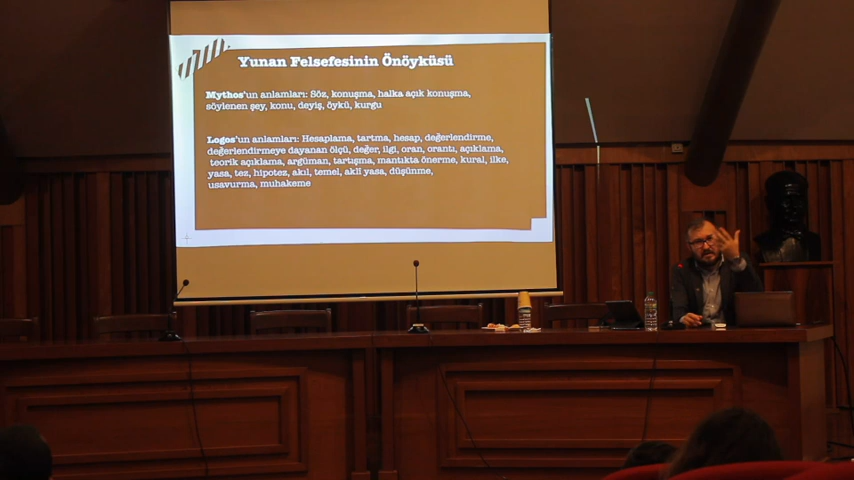 Yunan Felsefesinin Önöyküsü
Mythos'un anlamları: Söz, konuşma, halka açık konuşma,
söylenen şey, konu, deyiş, öykü, kurgu
Logos'un anlamları: Hesaplama, tartma, hesap, değerlendirme,
değerlendirmeye dayanan ölçü, değer, ilgi, oran, orantı, açıklama,
teorik açıklama, argüman, tartışma, mantıkta önerme, kural, ilke,
yasa, tez, hipotez, akıl, temel, aklî yasa, düşünme,
usavurma, muhakeme